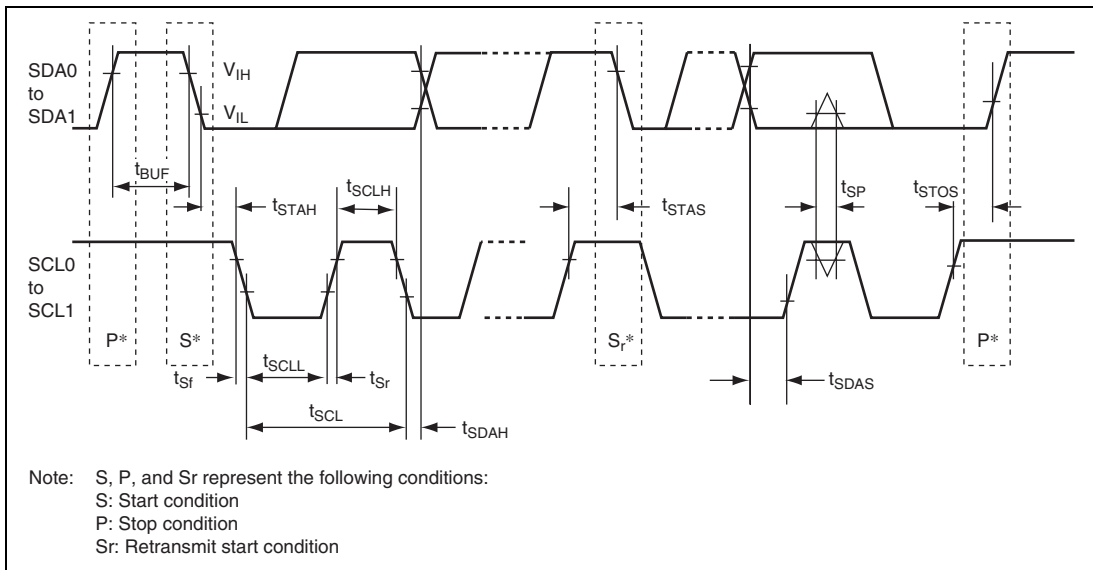 SDA0
to
SDA1
VIH
VIL
tBUF
tSTAH
tSCLH
tSTAS
tSP
tSTOS
SCL0
to
SCL1
P*
S*
Sr*
P*
tSf
tSCLL
tSr
tSCL
tSDAH
tSDAS
Note: S, P, and Sr represent the following conditions:
S: Start condition
P: Stop condition
Sr: Retransmit start condition